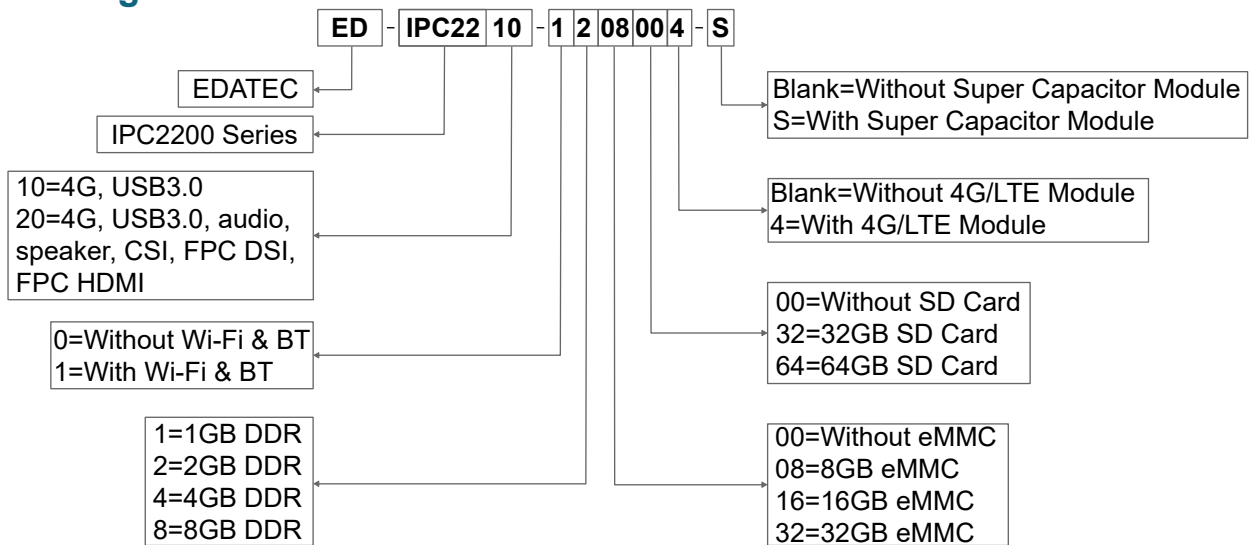 ED - IPC22 10 - 1 2 08 00 4 - S
EDATEC
IPC2200 Series
10=4G, USB3.0
20=4G, USB3.0, audio,
speaker, CSI, FPC DSI,
FPC HDMI
0=Without Wi-Fi & BT
1=With Wi-Fi & BT
1=1GB DDR
2=2GB DDR
4=4GB DDR
8=8GB DDR
Blank=Without Super Capacitor Module
S=With Super Capacitor Module
Blank=Without 4G/LTE Module
4=With 4G/LTE Module
00=Without SD Card
32=32GB SD Card
64=64GB SD Card
00=Without eMMC
08=8GB eMMC
16=16GB eMMC
32=32GB eMMC